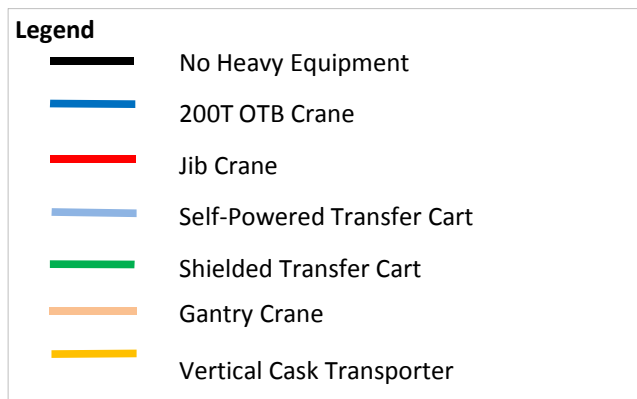 Legend
No Heavy Equipment
200T OTB Crane
Jib Crane
Self-Powered Transfer Cart
Shielded Transfer Cart
Gantry Crane
Vertical Cask Transporter